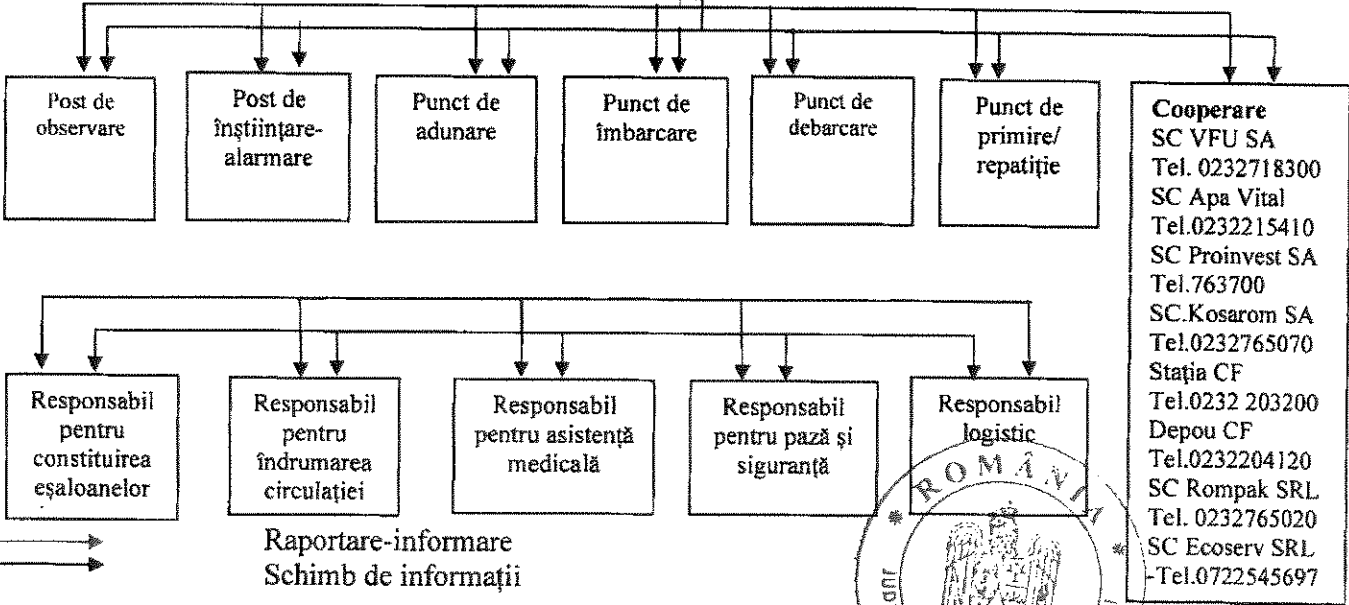 Post de
observare
Post de
înștiințare-
alarmare
Punct de
adunare
Punct de
îmbarcare
Punct de
debarcare
Punct de
primire/
repatiție
Cooperare
SC VFU SA
Tel. 0232718300
SC Apa Vital
Tel.0232215410
SC Proinvest SA
Tel.763700
SC.Kosarom SA
Tel.0232765070
Stația CF
Tel.0232 203200
Depou CF
Tel.0232204120
SC Rompak SRL
Tel. 0232765020
SC Ecoserv SRL
-Tel.0722545697
Responsabil
pentru
constituirea
eșaloanelor
Responsabil
pentru
îndrumarea
circulației
Responsabil
pentru asistență
medicală
Responsabil
pentru pază și
siguranță
Responsabil
logistic
Raportare-informare
Schimb de informații
* ROMÂNIA *